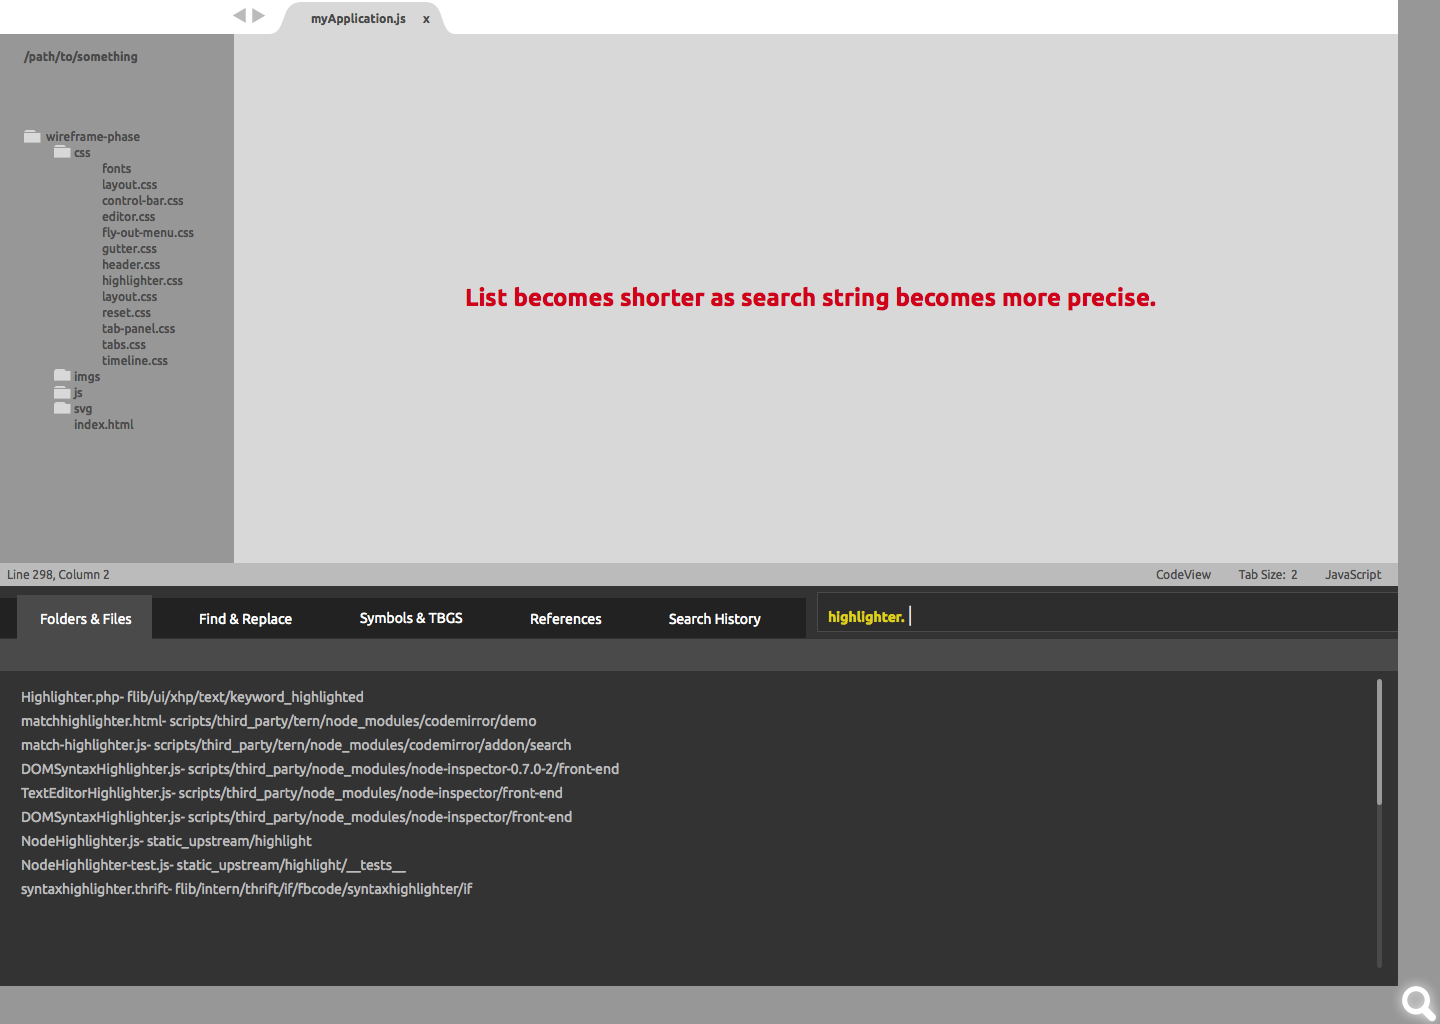 myApplication.js x
/path/to/something
wireframe-phase
css
fonts
layout.css
control-bar.css
editor.css
fly-out-menu.css
gutter.css
header.css
highlighter.css
layout.css
reset.css
tab-panel.css
tabs.css
timeline.css
imgs
js
svg
index.html
List becomes shorter as search string becomes more precise.
Line 298, Column 2 CodeView Tab Size: 2 JavaScript
Folders & Files Find & Replace Symbols & TBGS References Search History highlighter.
Highlighter.php- flib/ui/xhp/text/keyword_highlighted
matchhighlighter.html- scripts/third_party/tern/node_modules/codemirror/demo
match-highlighter.js- scripts/third_party/tern/node_modules/codemirror/addon/search
DOMSyntaxHighlighter.js- scripts/third_party/node_modules/node-inspector-0.7.0-2/front-end
TextEditorHighlighter.js- scripts/third_party/node_modules/node-inspector/front-end
DOMSyntaxHighlighter.js- scripts/third_party/node_modules/node-inspector/front-end
NodeHighlighter.js- static_upstream/highlight
NodeHighlighter-test.js- static_upstream/highlight/__tests__
syntaxhighlighter.thrift- flib/intern/thrift/if/fbcode/syntaxhighlighter/if